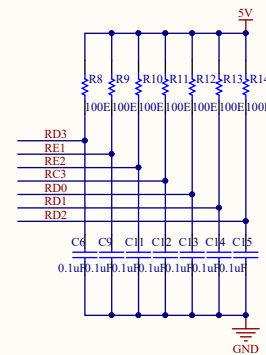 5V
R8 R9 R10 R11 R12 R13 R14
100E 100E 100E 100E 100E 100E 100E
RD3
RE1
RE2
RC3
RD0
RD1
RD2
C6 C9 C11 C12 C13 C14 C15
0.1uF 0.1uF 0.1uF 0.1uF 0.1uF 0.1uF 0.1uF
GND